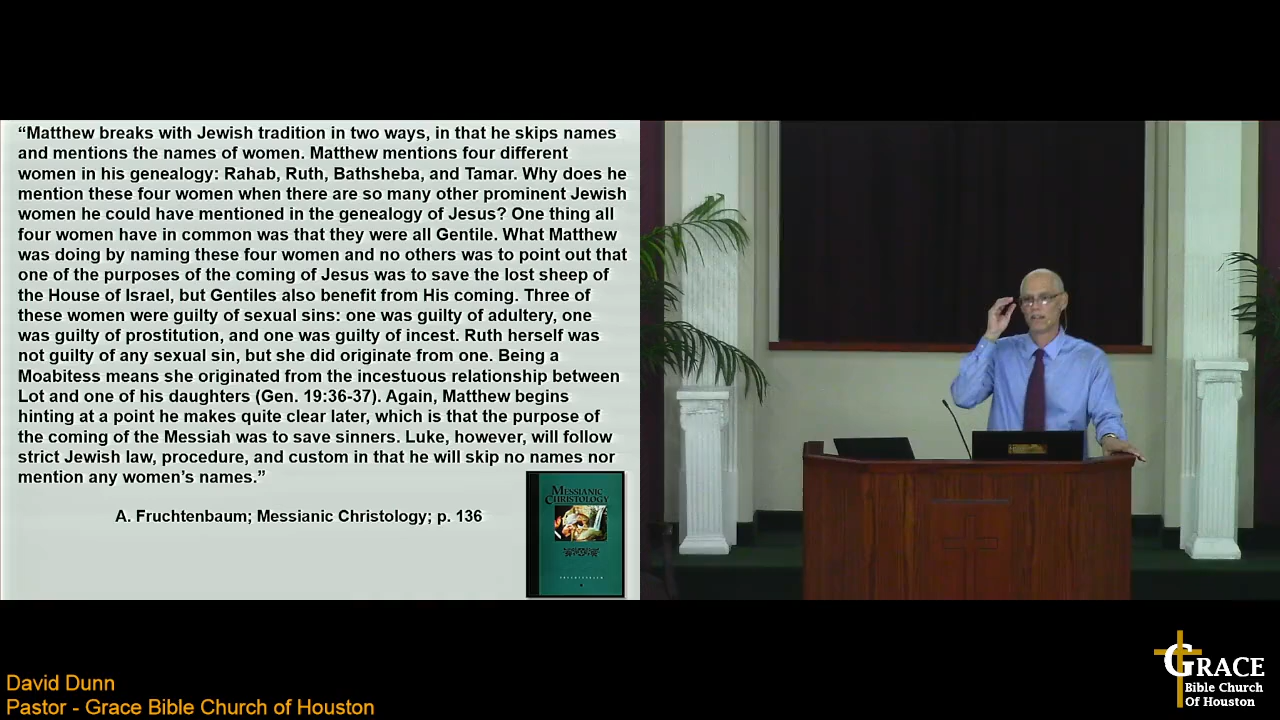 “Matthew breaks with Jewish tradition in two ways, in that he skips names
and mentions the names of women. Matthew mentions four different
women in his genealogy: Rahab, Ruth, Bathsheba, and Tamar. Why does he
mention these four women when there are so many other prominent Jewish
women he could have mentioned in the genealogy of Jesus? One thing all
four women have in common was that they were all Gentile. What Matthew
was doing by naming these four women and no others was to point out that
one of the purposes of the coming of Jesus was to save the lost sheep of
the House of Israel, but Gentiles also benefit from His coming. Three of
these women were guilty of sexual sins: one was guilty of adultery, one
was guilty of prostitution, and one was guilty of incest. Ruth herself was
not guilty of any sexual sin, but she did originate from one. Being a
Moabitess means she originated from the incestuous relationship between
Lot and one of his daughters (Gen. 19:36-37). Again, Matthew begins
hinting at a point he makes quite clear later, which is that the purpose of
the coming of the Messiah was to save sinners. Luke, however, will follow
strict Jewish law, procedure, and custom in that he will skip no names nor
mention any women’s names.”
A. Fruchtenbaum; Messianic Christology; p. 136
MESSIANIC
CHRISTOLOGY
David Dunn
Pastor - Grace Bible Church of Houston
GRACE
Bible Church
Of Houston